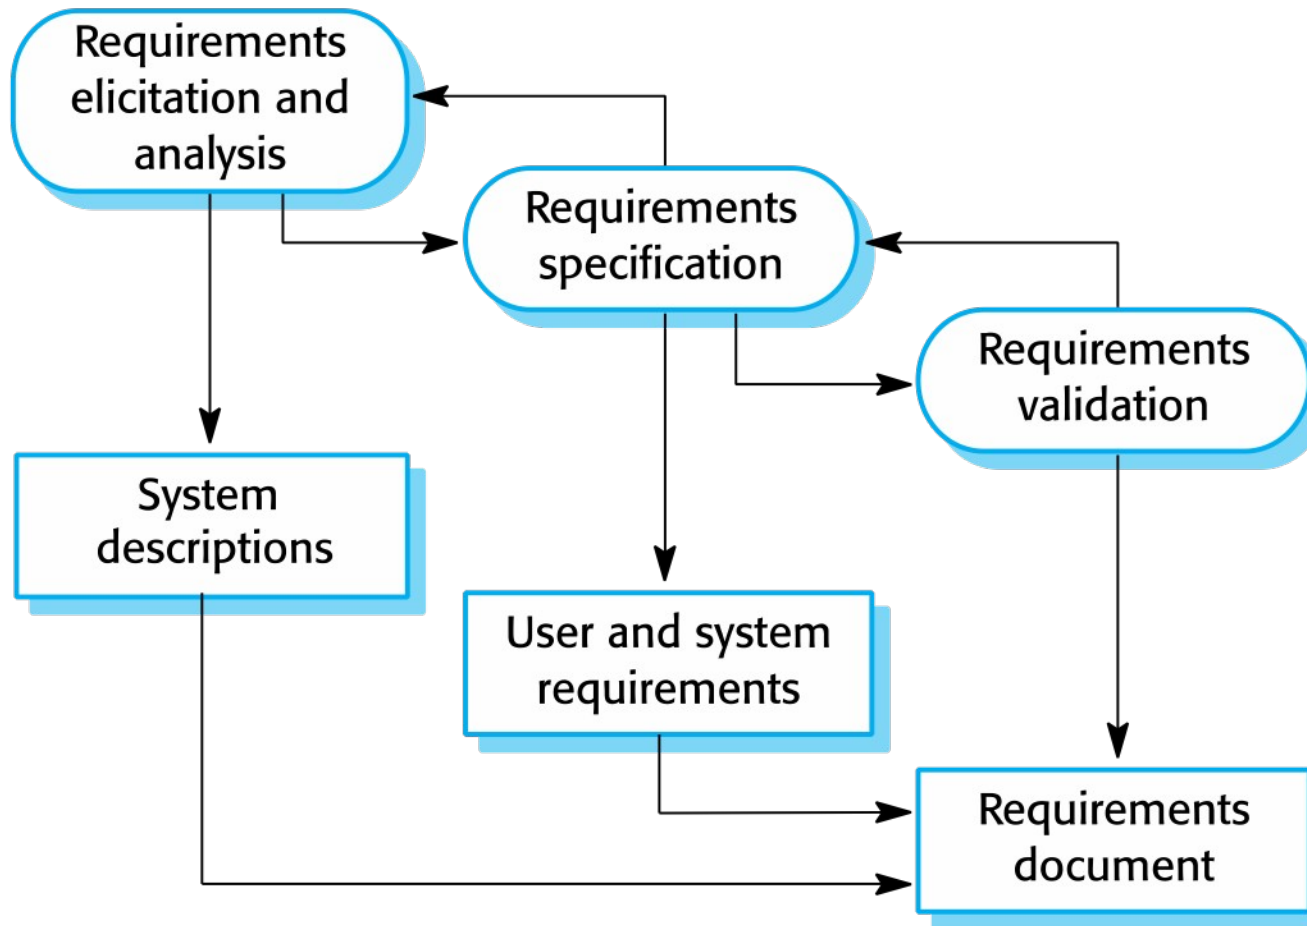 Requirements
elicitation and
analysis
Requirements
specification
Requirements
validation
System
descriptions
User and system
requirements
Requirements
document